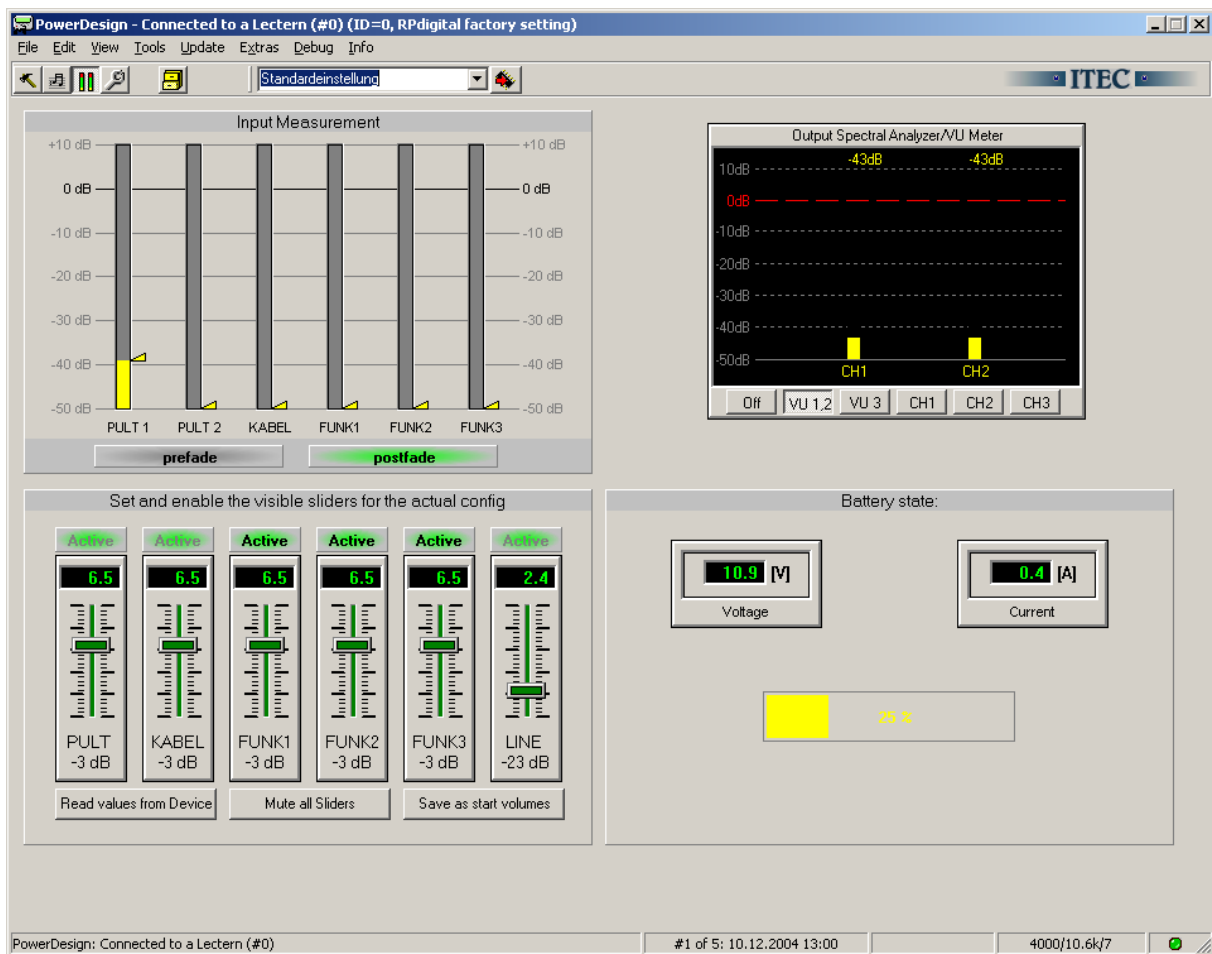 PowerDesign - Connected to a Lectern (#0) (ID=0, RPdigital factory setting)
File Edit View Tools Update Extras Debug Info
Standardeinstellung
ITEC
Input Measurement
+10 dB +10 dB
0 dB 0 dB
-10 dB -10 dB
-20 dB -20 dB
-30 dB -30 dB
-40 dB -40 dB
-50 dB -50 dB
PULT 1 PULT 2 KABEL FUNK1 FUNK2 FUNK3
prefade postfade
Output Spectral Analyzer/VU Meter
-43dB -43dB
10dB
0dB
-10dB
-20dB
-30dB
-40dB
-50dB
CH1 CH2
Off VU 1,2 VU 3 CH1 CH2 CH3
Set and enable the visible sliders for the actual config
Active Active Active Active Active Active
6.5 6.5 6.5 6.5 6.5 2.4
PULT KABEL FUNK1 FUNK2 FUNK3 LINE
-3 dB -3 dB -3 dB -3 dB -3 dB -23 dB
Read values from Device Mute all Sliders Save as start volumes
Battery state:
10.9 [V] 0.4 [A]
Voltage Current
25 %
PowerDesign: Connected to a Lectern (#0) #1 of 5: 10.12.2004 13:00 4000/10.6k/7